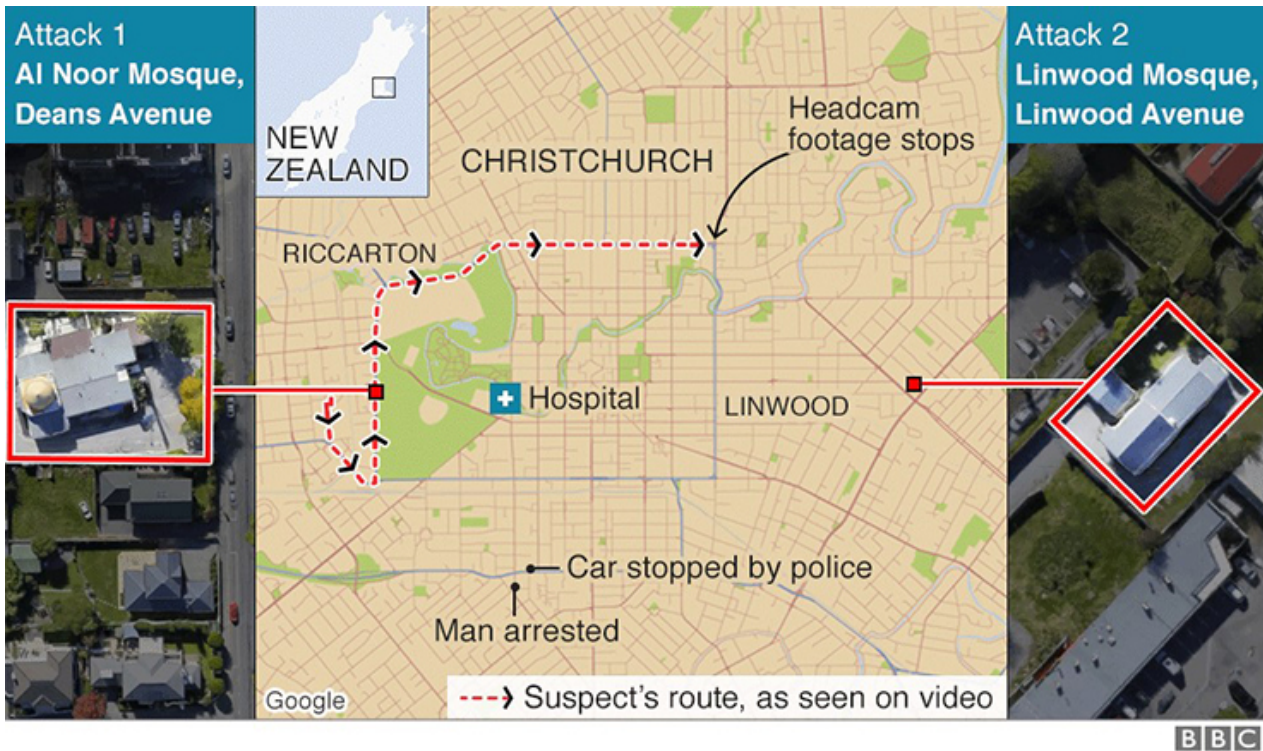 Attack 1
Al Noor Mosque,
Deans Avenue
NEW
ZEALAND
CHRISTCHURCH
Headcam
footage stops
Attack 2
Linwood Mosque,
Linwood Avenue
RICCARTON
Hospital
LINWOOD
Car stopped by police
Man arrested
Google
Suspect's route, as seen on video
BBC